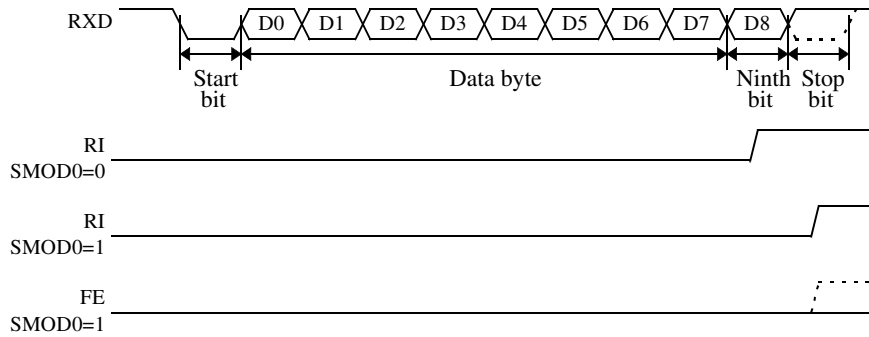 RXD D0 D1 D2 D3 D4 D5 D6 D7 D8
Start bit
Data byte
Ninth bit
Stop bit
RI
SMOD0=0
RI
SMOD0=1
FE
SMOD0=1